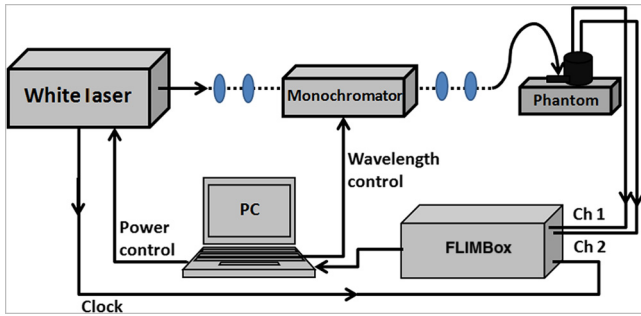 White laser
Monochromator
Phantom
Wavelength
control
PC
Power
control
Ch 1
Ch 2
FLIMBox
Clock